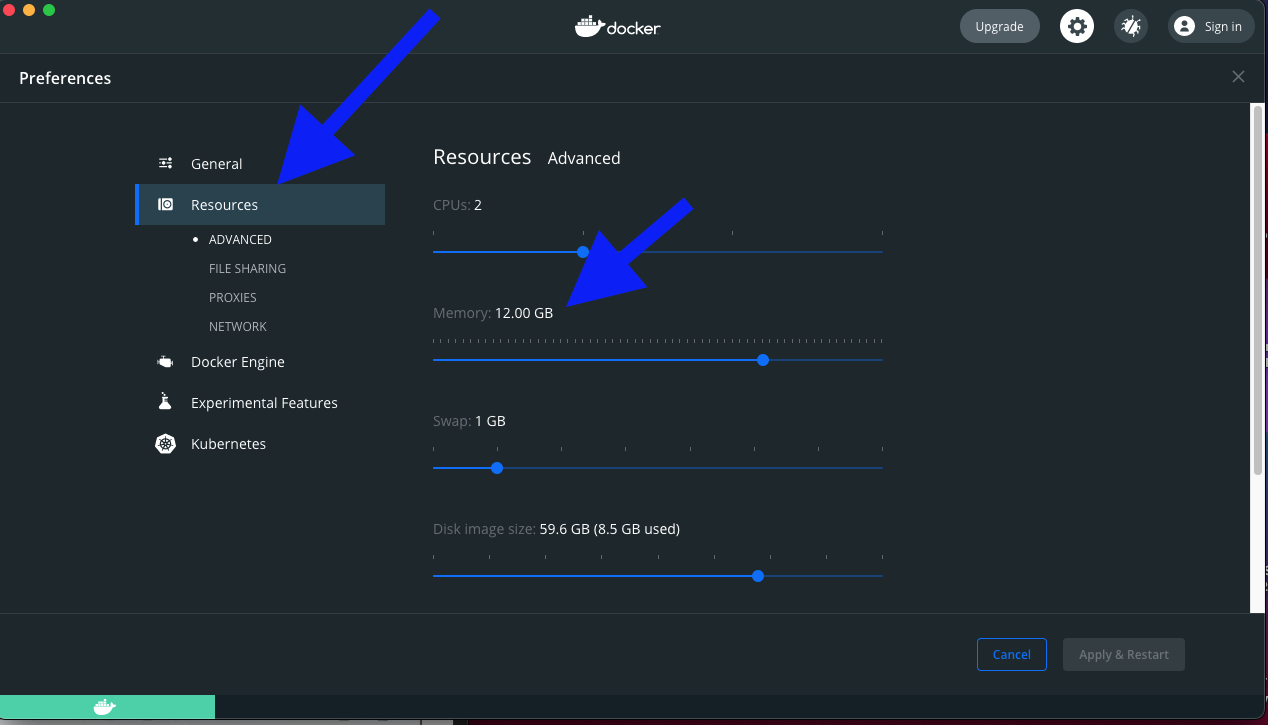 docker
Upgrade
Sign in
Preferences
General
Resources
ADVANCED
FILE SHARING
PROXIES
NETWORK
Docker Engine
Experimental Features
Kubernetes
Resources Advanced
CPUs: 2
Memory: 12.00 GB
Swap: 1 GB
Disk image size: 59.6 GB (8.5 GB used)
Cancel
Apply & Restart